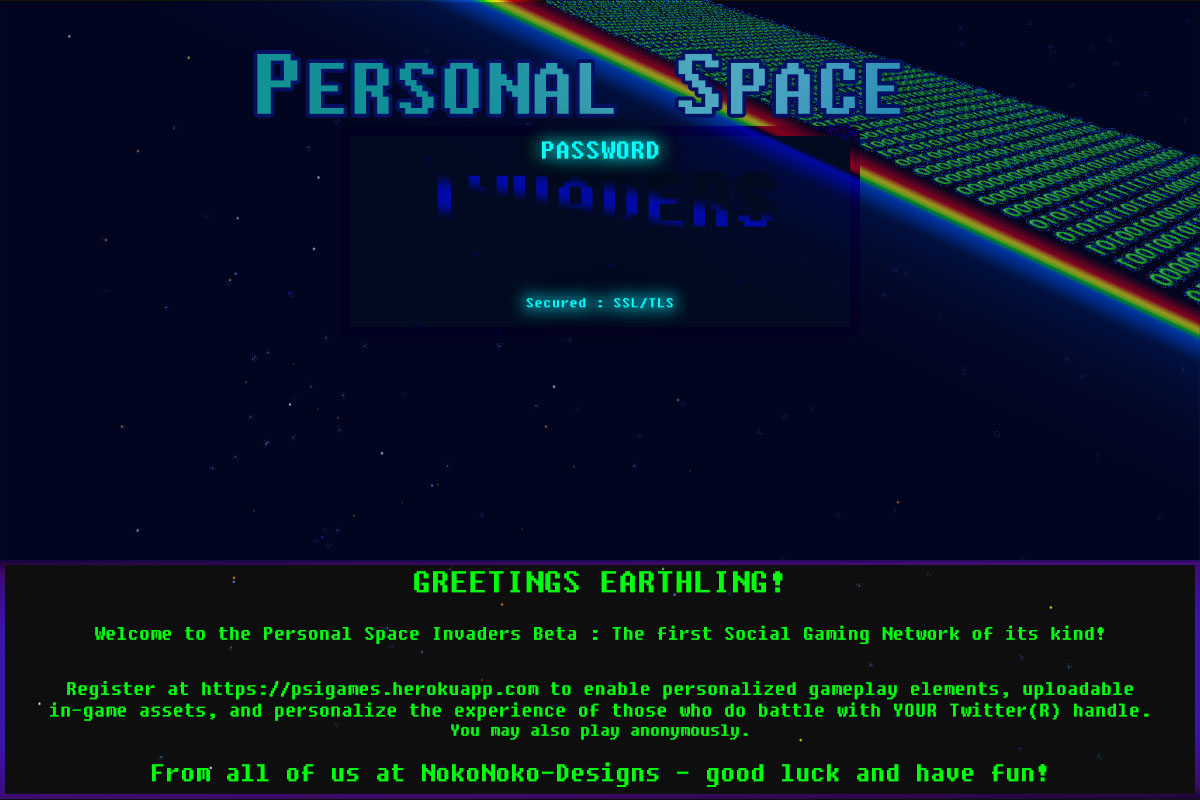 Personal Space
PASSWORD
INVADERS
Secured : SSL/TLS
GREETINGS EARTHLING!
Welcome to the Personal Space Invaders Beta : The first Social Gaming Network of its kind!
Register at https://psigames.herokuapp.com to enable personalized gameplay elements, uploadable
in-game assets, and personalize the experience of those who do battle with YOUR Twitter(R) handle.
You may also play anonymously.
From all of us at NokoNoko-Designs - good luck and have fun!